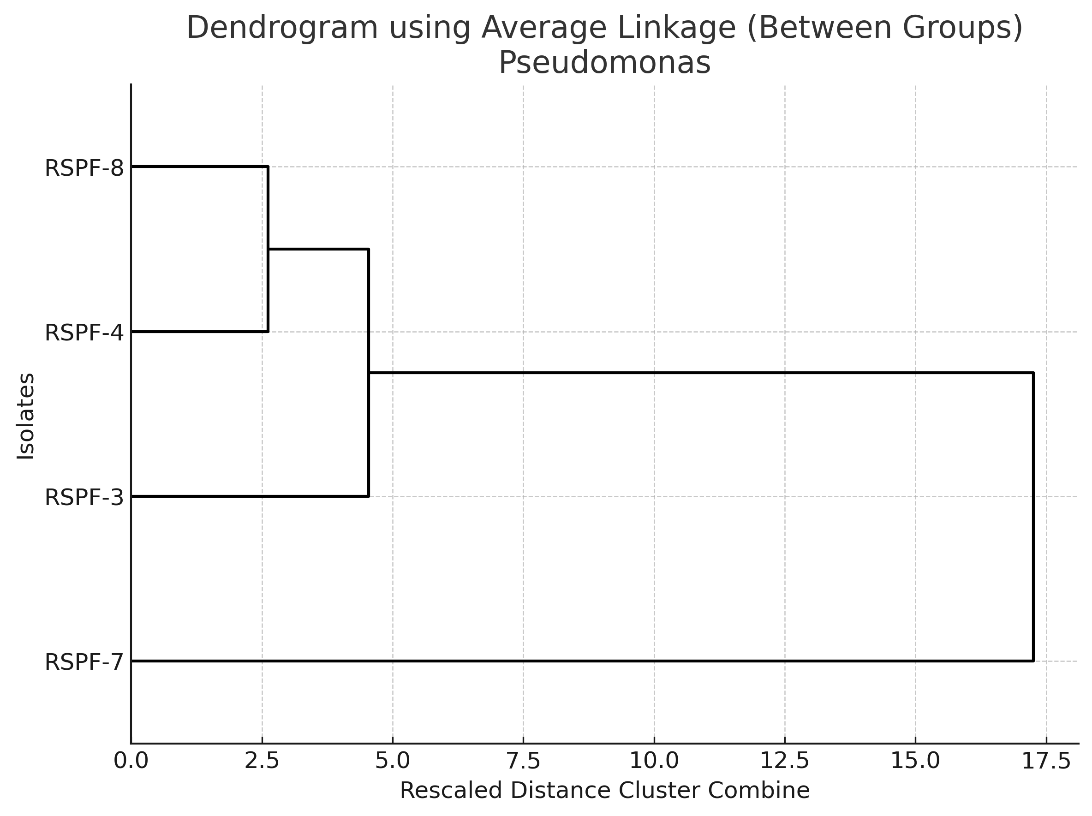 Dendrogram using Average Linkage (Between Groups)
Pseudomonas
RSPF-8
RSPF-4
RSPF-3
RSPF-7
Isolates
0.0 2.5 5.0 7.5 10.0 12.5 15.0 17.5
Rescaled Distance Cluster Combine